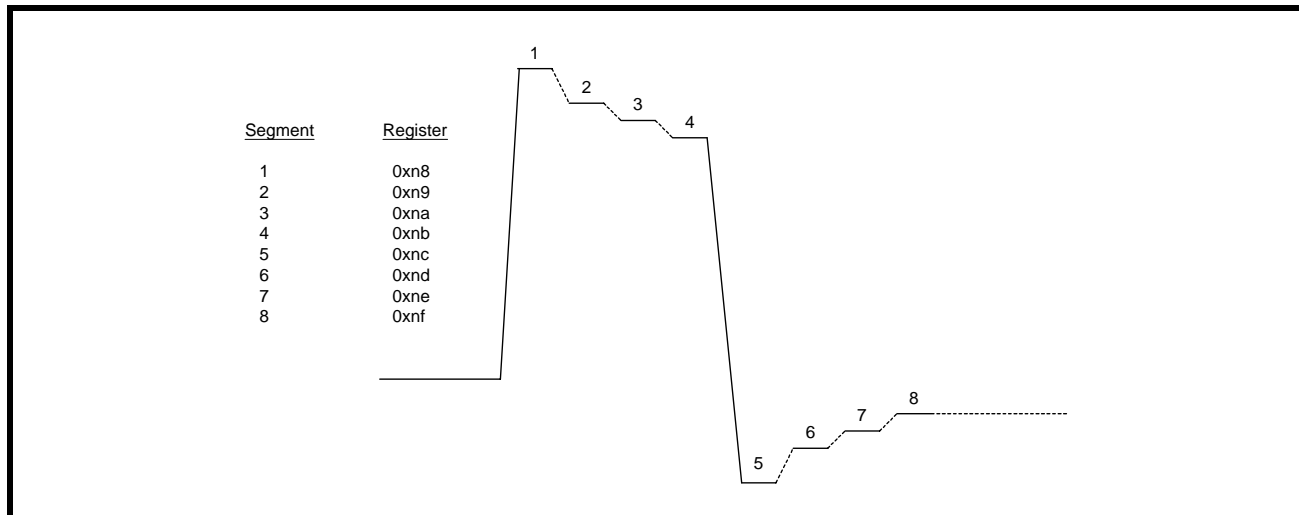 1
2
3
4
Segment Register
1 0xn8
2 0xn9
3 0xna
4 0xnb
5 0xnc
6 0xnd
7 0xne
8 0xnf
8
7
6
5